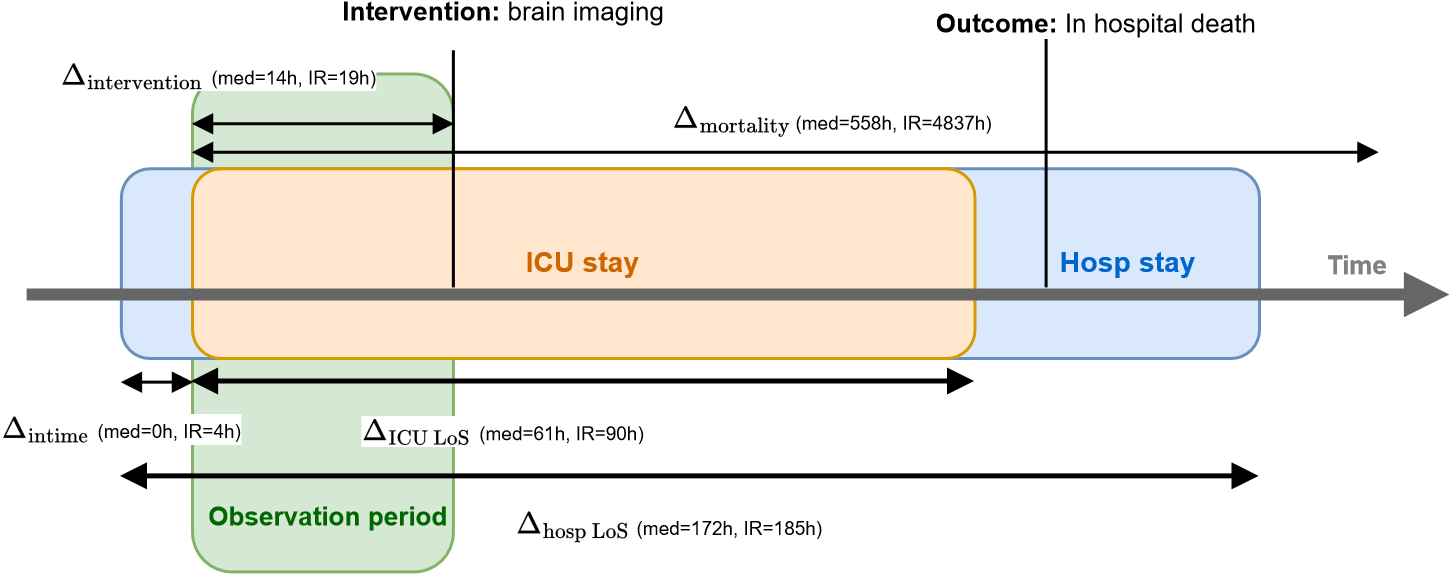 Intervention: brain imaging
Outcome: In hospital death
Δintervention (med=14h, IR=19h)
Δmortality (med=558h, IR=4837h)
ICU stay
Hosp stay
Time
Δintime (med=0h, IR=4h)
ΔICU LoS (med=61h, IR=90h)
Observation period
Δhosp LoS (med=172h, IR=185h)